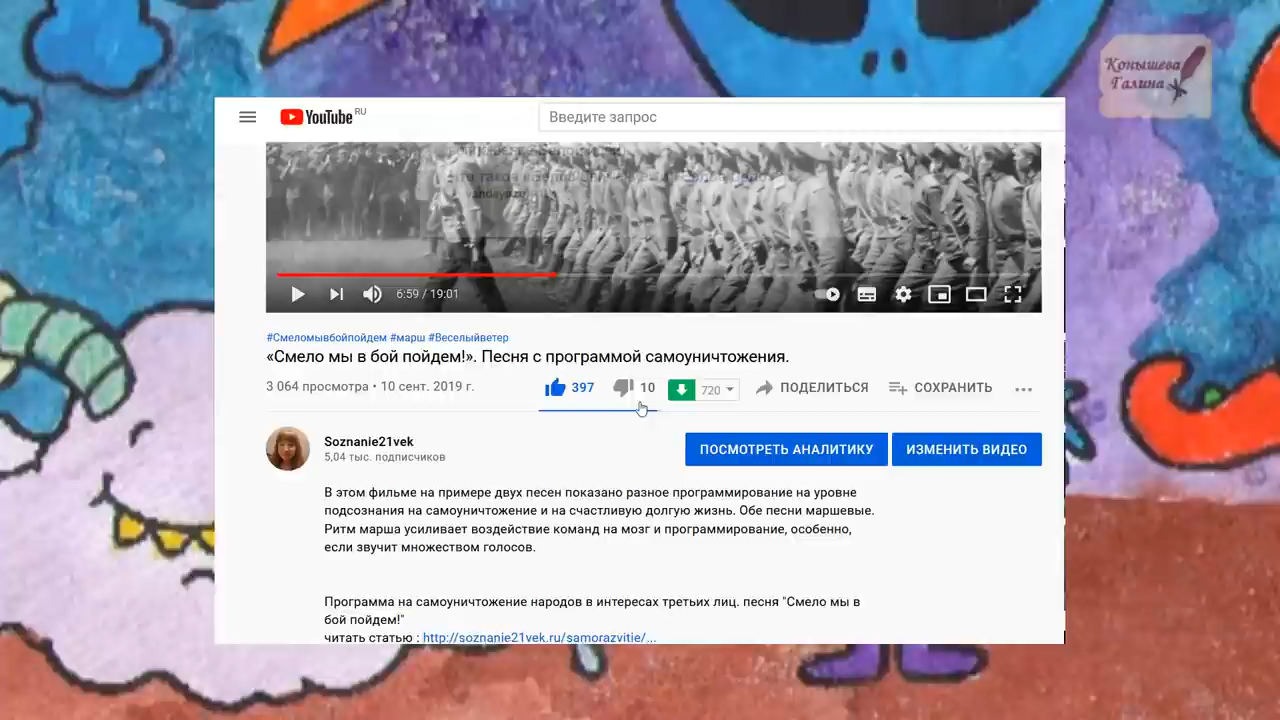 Конышева
Галина
YouTube RU
Введите запрос
6:59 / 19:01
#Смеломывбойпойдем #марш #Веселыйветер
«Смело мы в бой пойдем!». Песня с программой самоуничтожения.
3 064 просмотра • 10 сент. 2019 г.
397
10
720
ПОДЕЛИТЬСЯ
СОХРАНИТЬ
Soznanie21vek
5,04 тыс. подписчиков
ПОСМОТРЕТЬ АНАЛИТИКУ
ИЗМЕНИТЬ ВИДЕО
В этом фильме на примере двух песен показано разное программирование на уровне
подсознания на самоуничтожение и на счастливую долгую жизнь. Обе песни маршевые.
Ритм марша усиливает воздействие команд на мозг и программирование, особенно,
если звучит множеством голосов.
Программа на самоуничтожение народов в интересах третьих лиц. песня "Смело мы в
бой пойдем!"
читать статью : http://soznanie21vek.ru/samorazvitie/...